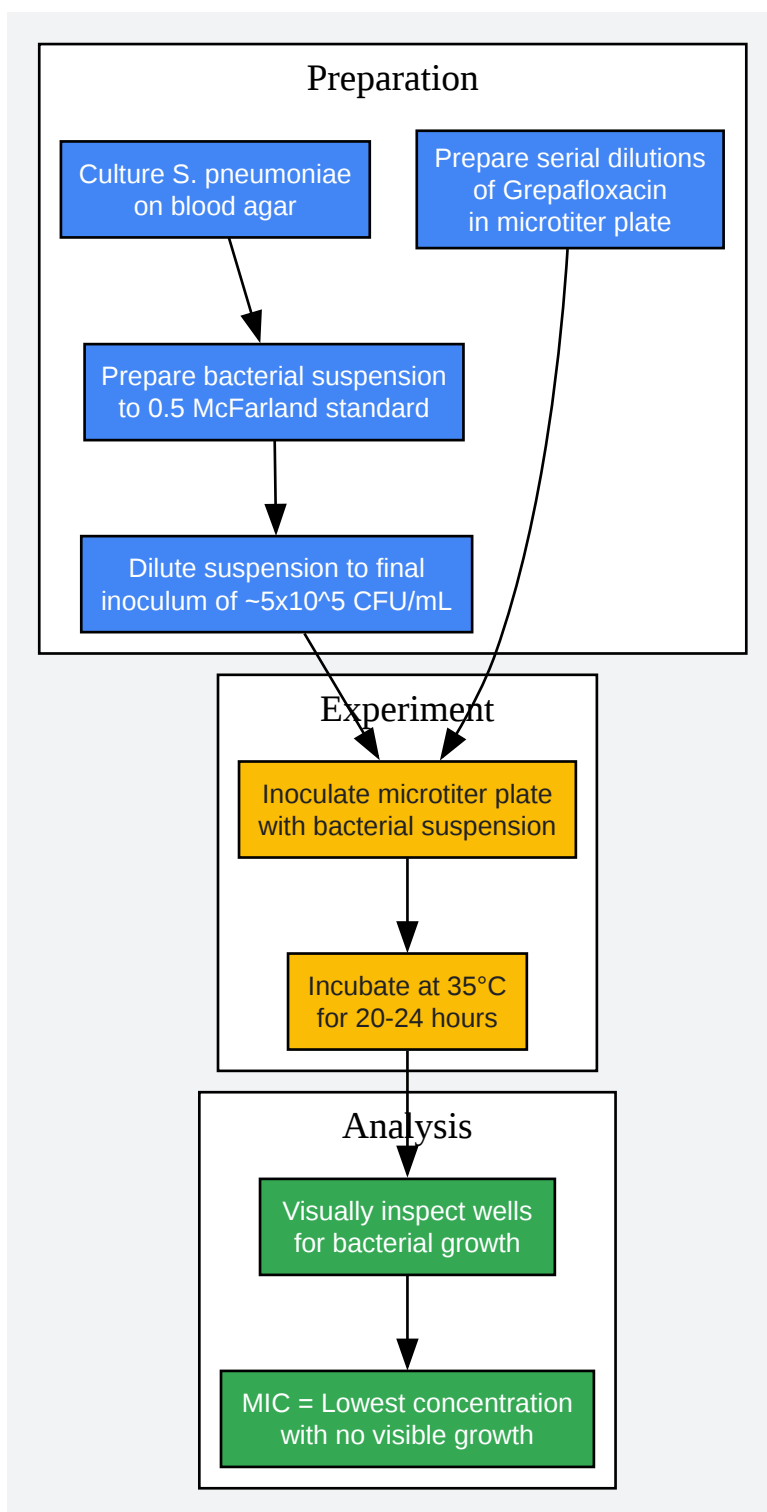 Preparation
Culture S. pneumoniae
on blood agar
Prepare serial dilutions
of Grepafloxacin
in microtiter plate
Prepare bacterial suspension
to 0.5 McFarland standard
Dilute suspension to final
inoculum of ~5x10^5 CFU/mL
Experiment
Inoculate microtiter plate
with bacterial suspension
Incubate at 35°C
for 20-24 hours
Analysis
Visually inspect wells
for bacterial growth
MIC = Lowest concentration
with no visible growth